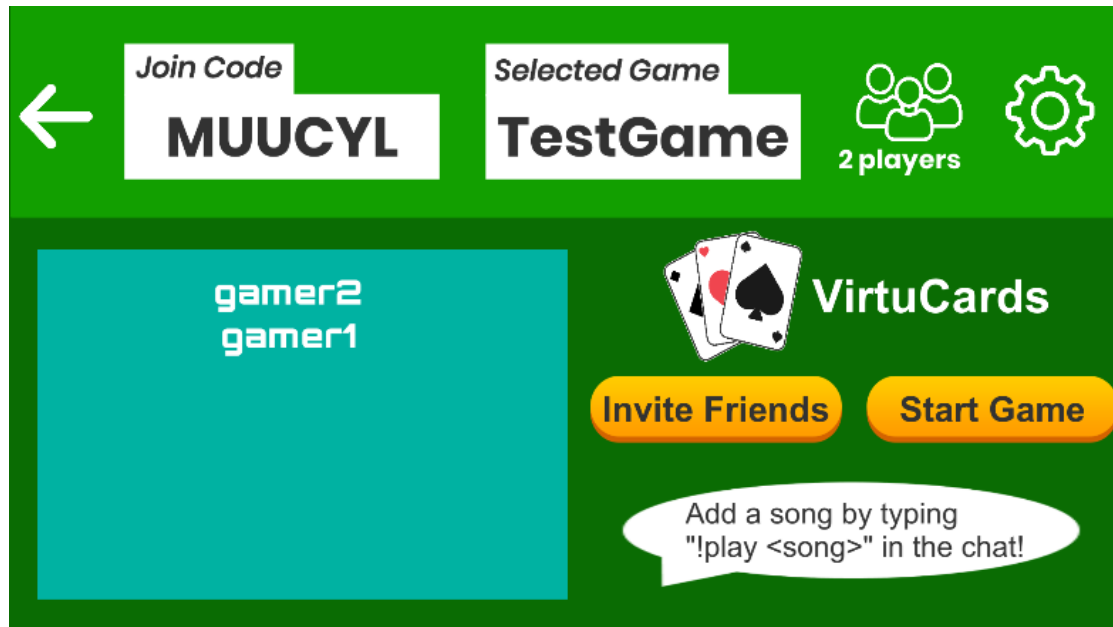 Join Code
MUUCYL
Selected Game
TestGame
2 players
gamer2
gamer1
VirtuCards
Invite Friends
Start Game
Add a song by typing
"!play <song>" in the chat!